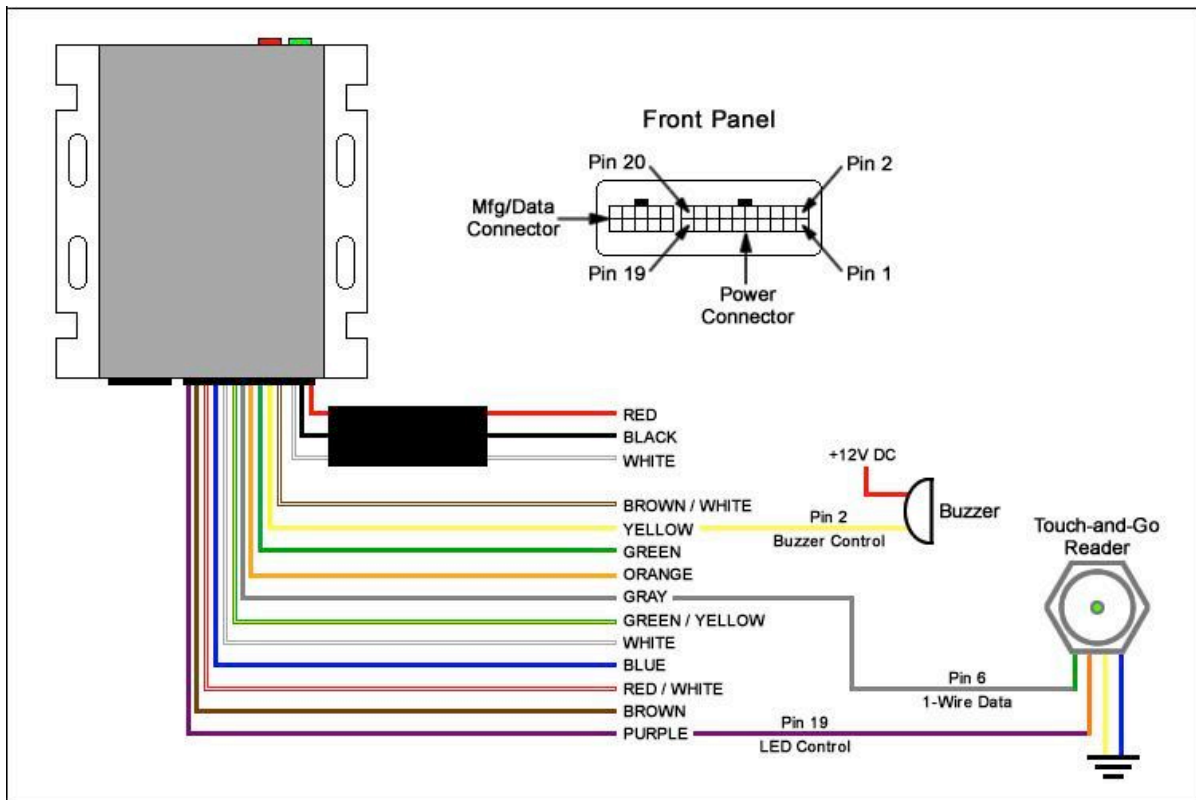 Front Panel
Pin 20
Pin 2
Mfg/Data
Connector
Pin 19
Pin 1
Power
Connector
RED
BLACK
WHITE
+12V DC
BROWN / WHITE
YELLOW
Pin 2
Buzzer Control
Buzzer
GREEN
Touch-and-Go
Reader
ORANGE
GRAY
GREEN / YELLOW
WHITE
BLUE
RED / WHITE
Pin 6
1-Wire Data
BROWN
PURPLE
Pin 19
LED Control